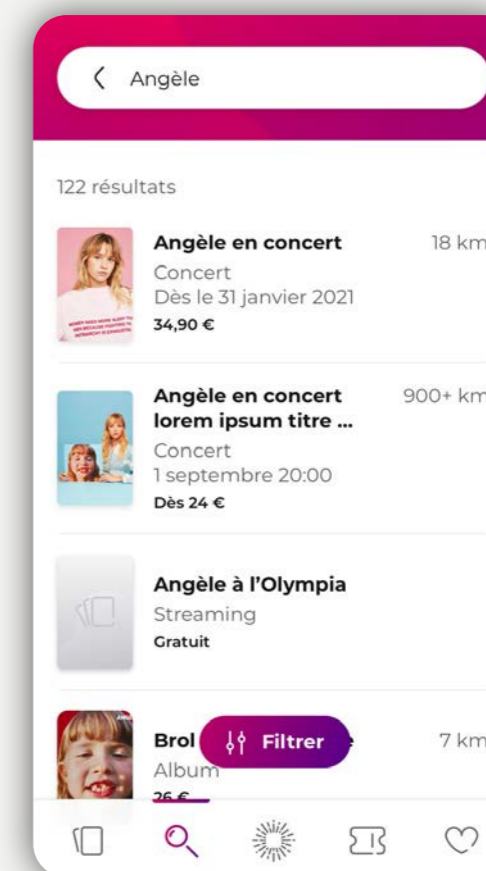 Angèle
122 résultats
Angèle en concert
18 km
Concert
Dès le 31 janvier 2021
34,90 €
Angèle en concert
900+ km
lorem ipsum titre ...
Concert
1 septembre 20:00
Dès 24 €
Angèle à l’Olympia
Streaming
Gratuit
Brol
Filtrer
7 km
Album
26 €